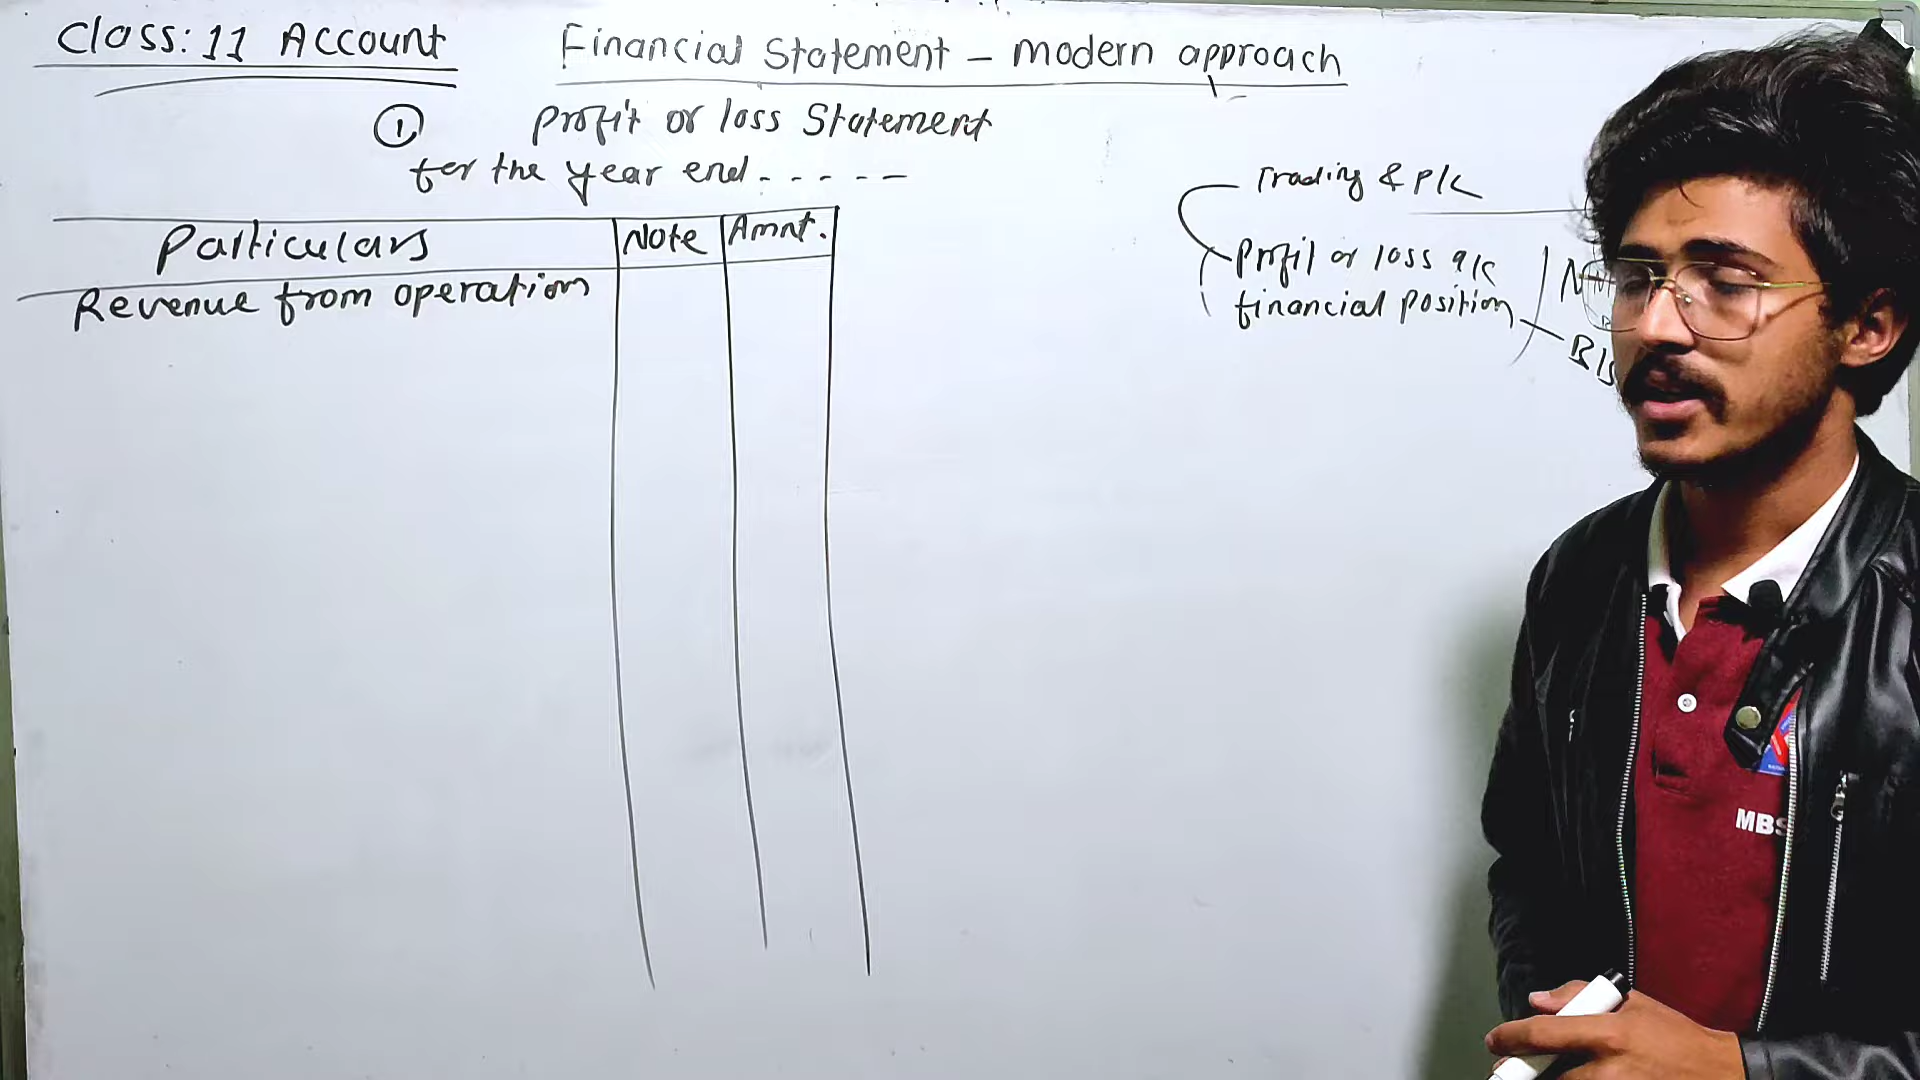 Class: 11 Account
Financial Statement - modern approach
① Profit or loss Statement
for the year end. - - - -
Particulars Note Amnt.
Revenue from operation
Trading & P/L
Profit or loss a/c
financial position
B/S
MBS